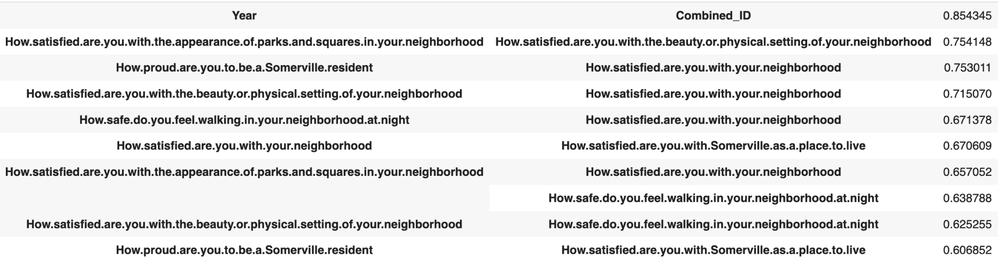 Year Combined_ID 0.854345
How.satisfied.are.you.with.the.appearance.of.parks.and.squares.in.your.neighborhood How.satisfied.are.you.with.the.beauty.or.physical.setting.of.your.neighborhood 0.754148
How.proud.are.you.to.be.a.Somerville.resident How.satisfied.are.you.with.your.neighborhood 0.753011
How.satisfied.are.you.with.the.beauty.or.physical.setting.of.your.neighborhood How.satisfied.are.you.with.your.neighborhood 0.715070
How.safe.do.you.feel.walking.in.your.neighborhood.at.night How.satisfied.are.you.with.your.neighborhood 0.671378
How.satisfied.are.you.with.your.neighborhood How.satisfied.are.you.with.Somerville.as.a.place.to.live 0.670609
How.satisfied.are.you.with.the.appearance.of.parks.and.squares.in.your.neighborhood How.satisfied.are.you.with.your.neighborhood 0.657052
How.safe.do.you.feel.walking.in.your.neighborhood.at.night 0.638788
How.satisfied.are.you.with.the.beauty.or.physical.setting.of.your.neighborhood How.safe.do.you.feel.walking.in.your.neighborhood.at.night 0.625255
How.proud.are.you.to.be.a.Somerville.resident How.satisfied.are.you.with.Somerville.as.a.place.to.live 0.606852